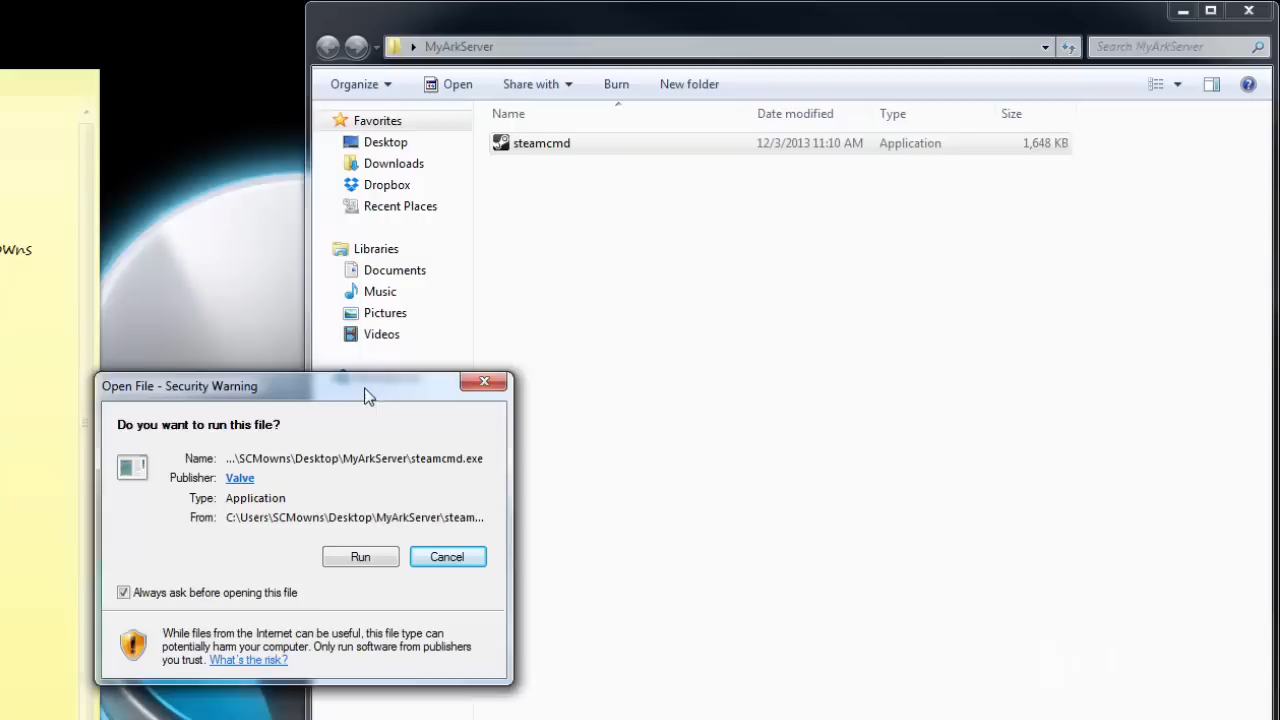 MyArkServer
Search MyArkServer
Organize
Open
Share with
Burn
New folder
Favorites
Desktop
Downloads
Dropbox
Recent Places
Libraries
Documents
Music
Pictures
Videos
Name
Date modified
Type
Size
steamcmd
12/3/2013 11:10 AM
Application
1,648 KB
owns
Open File - Security Warning
Do you want to run this file?
Name: ...\SCMowns\Desktop\MyArkServer\steamcmd.exe
Publisher: Valve
Type: Application
From: C:\Users\SCMowns\Desktop\MyArkServer\steam...
Run
Cancel
Always ask before opening this file
While files from the Internet can be useful, this file type can
potentially harm your computer. Only run software from publishers
you trust. What's the risk?